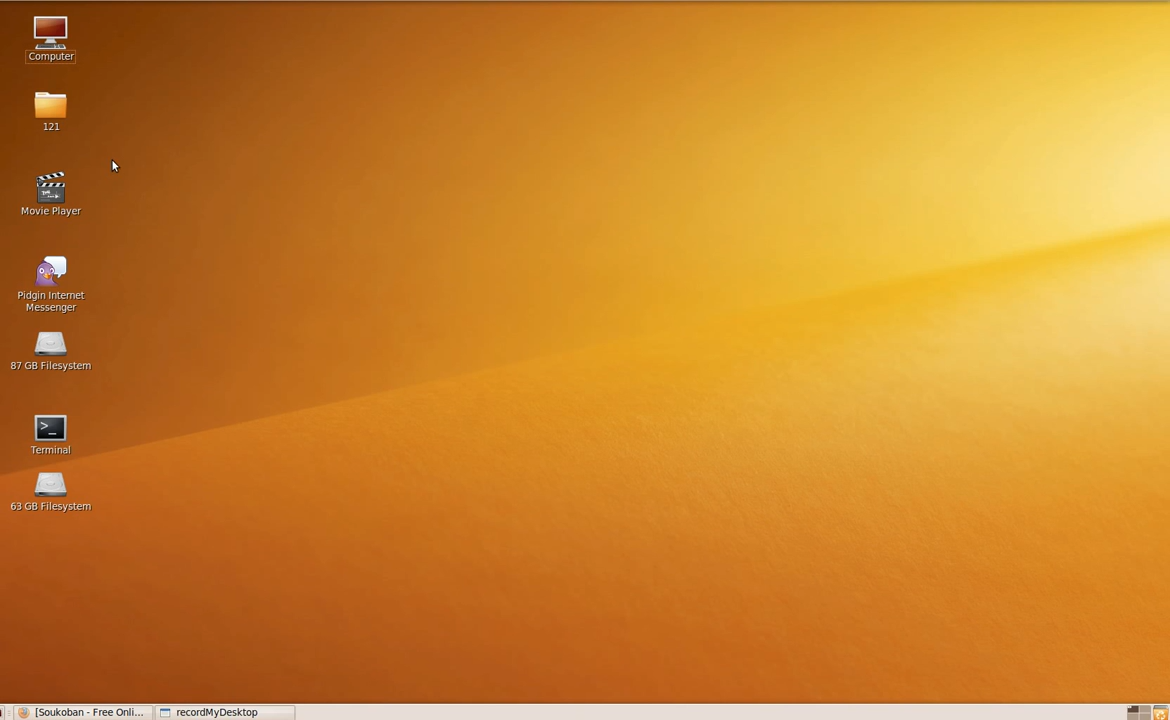 Computer
121
Movie Player
Pidgin Internet
Messenger
87 GB Filesystem
>_
Terminal
63 GB Filesystem
[Soukoban - Free Onli...
recordMyDesktop